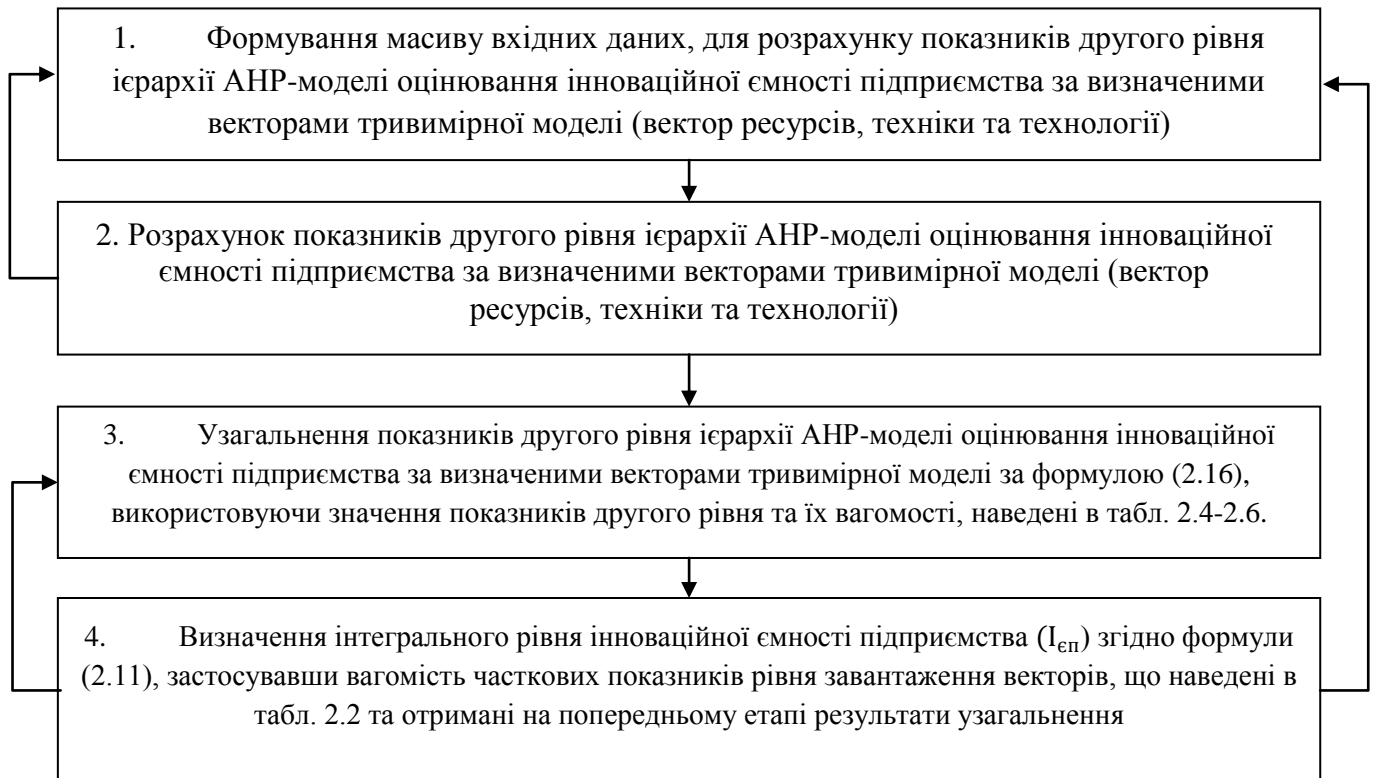 1. Формування масиву вхідних даних, для розрахунку показників другого рівня
ієрархії АНР-моделі оцінювання інноваційної ємності підприємства за визначеними
векторами тривимірної моделі (вектор ресурсів, техніки та технології)
2. Розрахунок показників другого рівня ієрархії АНР-моделі оцінювання інноваційної
ємності підприємства за визначеними векторами тривимірної моделі (вектор
ресурсів, техніки та технології)
3. Узагальнення показників другого рівня ієрархії АНР-моделі оцінювання інноваційної
ємності підприємства за визначеними векторами тривимірної моделі за формулою (2.16),
використовуючи значення показників другого рівня та їх вагомості, наведені в табл. 2.4-2.6.
4. Визначення інтегрального рівня інноваційної ємності підприємства (Iєп) згідно формули
(2.11), застосувавши вагомість часткових показників рівня завантаження векторів, що наведені в
табл. 2.2 та отримані на попередньому етапі результати узагальнення